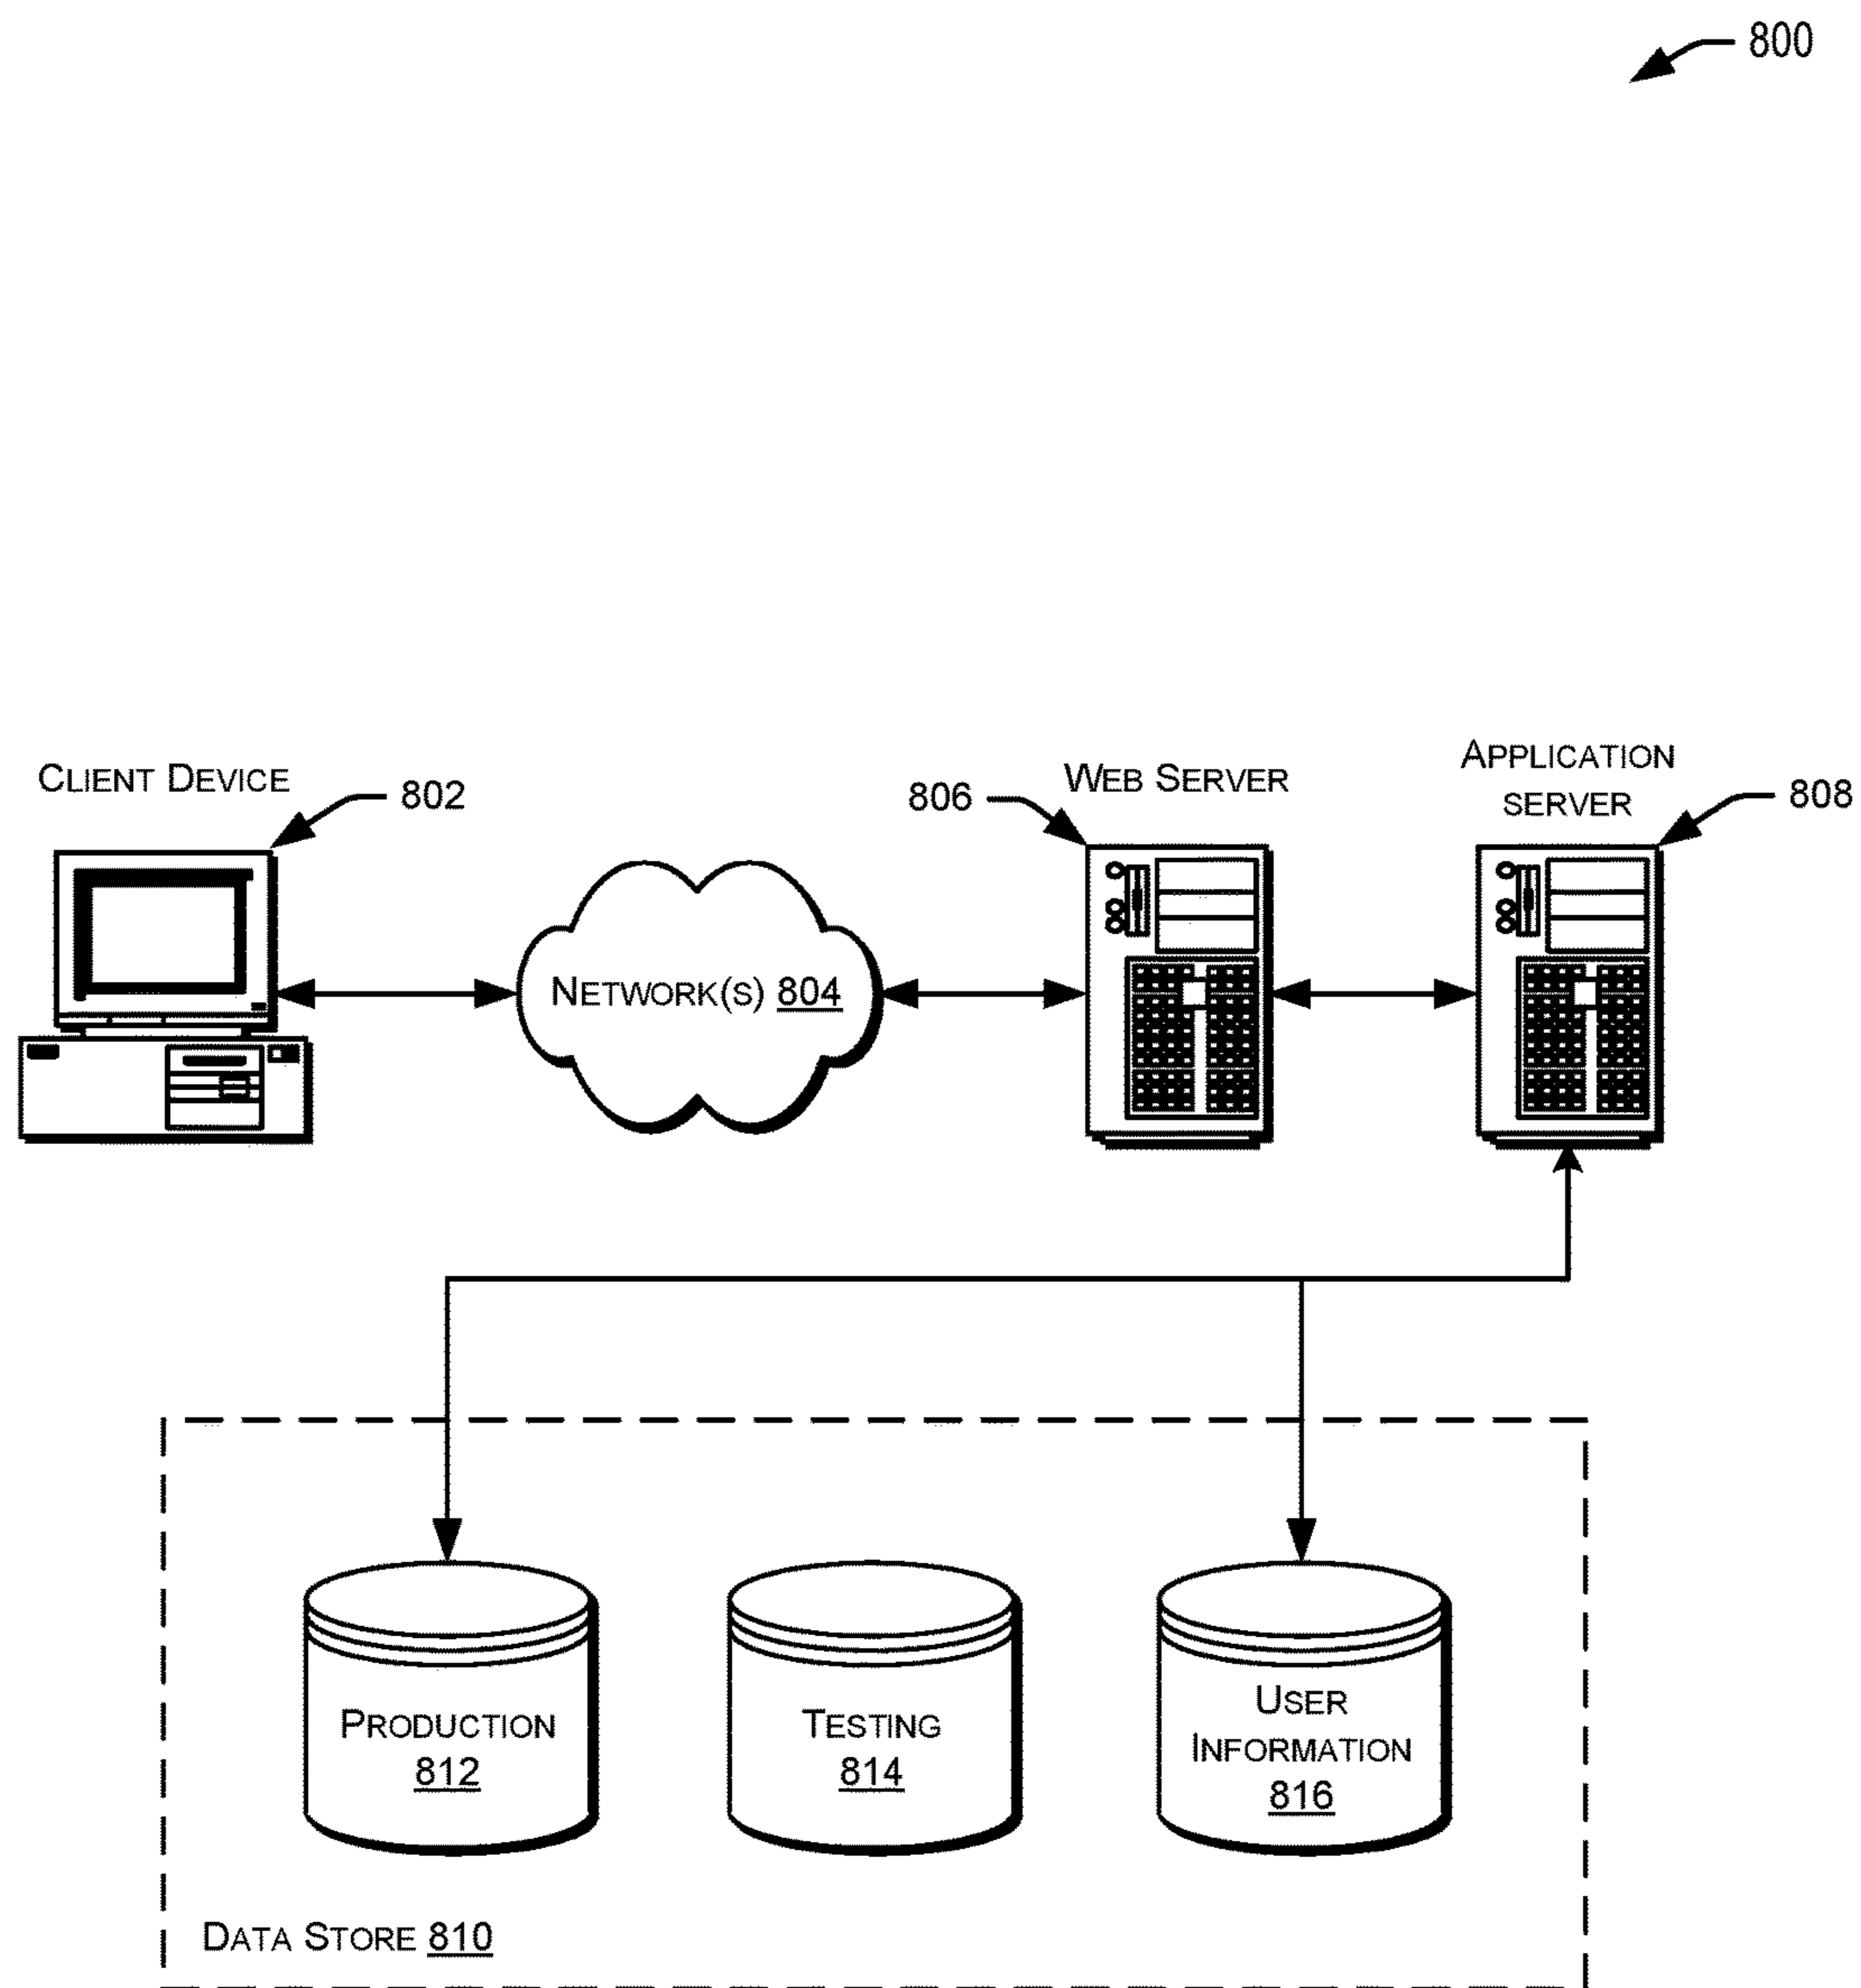 800
CLIENT DEVICE
802
806
WEB SERVER
APPLICATION
SERVER
808
NETWORK(S) 804
PRODUCTION
812
TESTING
814
USER
INFORMATION
816
DATA STORE 810